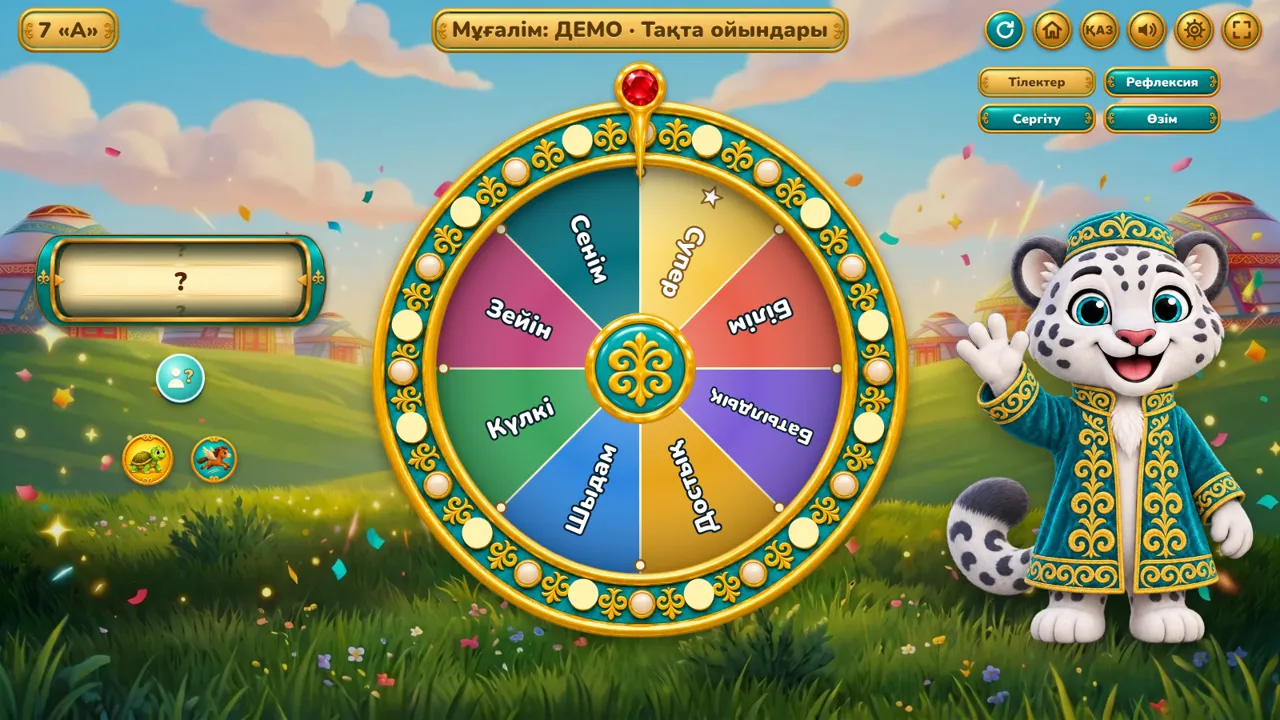 7 «А»
Мұғалім: ДЕМО · Тақта ойындары
ҚАЗ
Тілектер
Рефлексия
Сергіту
Өзім
?
?
?
?
Супер
Білім
Батылдық
Достық
Шыдам
Күлкі
Зейін
Сенім